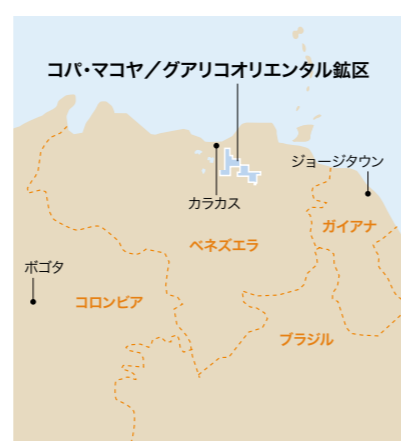 コパ・マコヤ／グアリコオリエンタル鉱区
ジョージタウン
カラカス
ガイアナ
ベネズエラ
ボゴタ
コロンビア
ブラジル